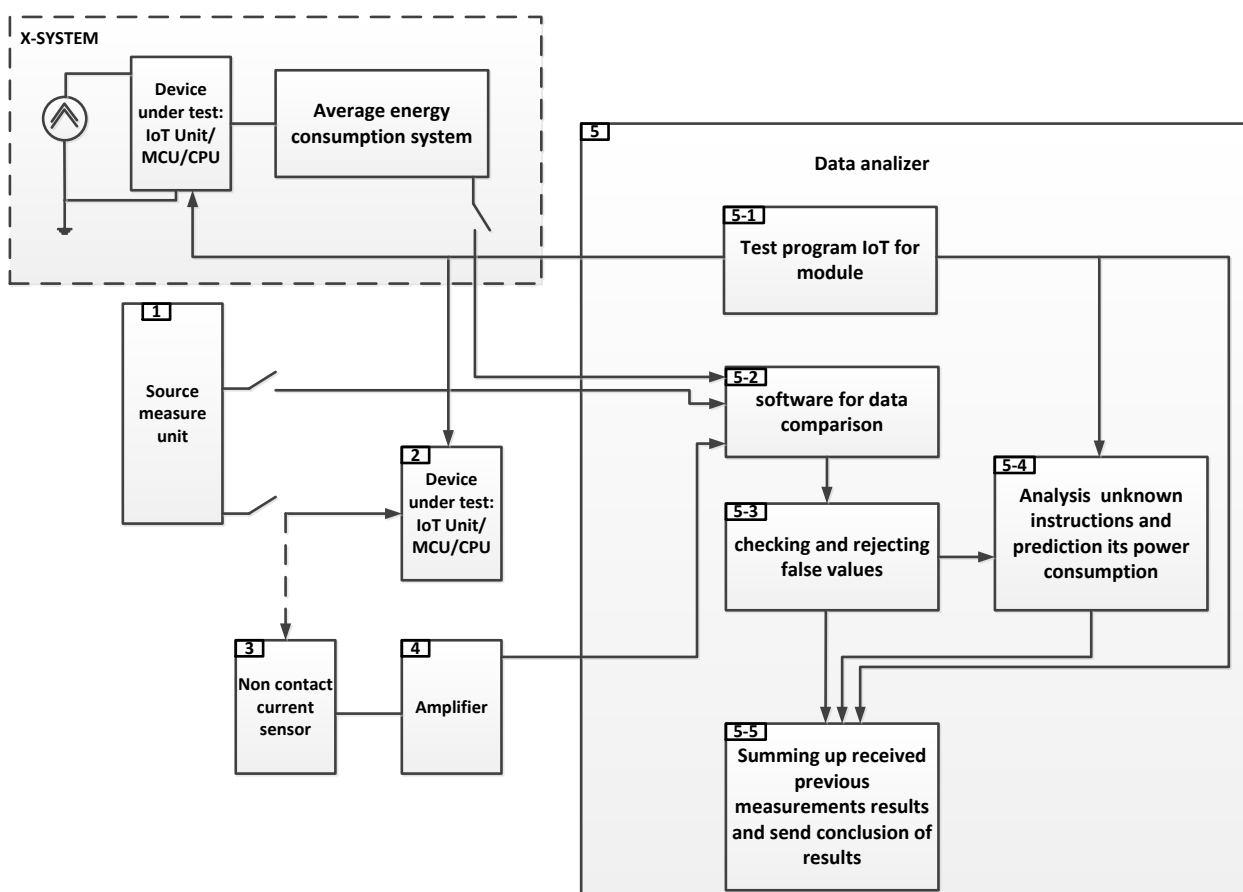 X-SYSTEM
Device
under test:
IoT Unit/
MCU/CPU
Average energy
consumption system
5
Data analizer
5-1
Test program IoT for
module
1
Source
measure
unit
5-2
software for data
comparison
2
Device
under test:
IoT Unit/
MCU/CPU
5-3
checking and rejecting
false values
5-4
Analysis unknown
instructions and
prediction its power
consumption
3
Non contact
current
sensor
4
Amplifier
5-5
Summing up received
previous
measurements results
and send conclusion of
results